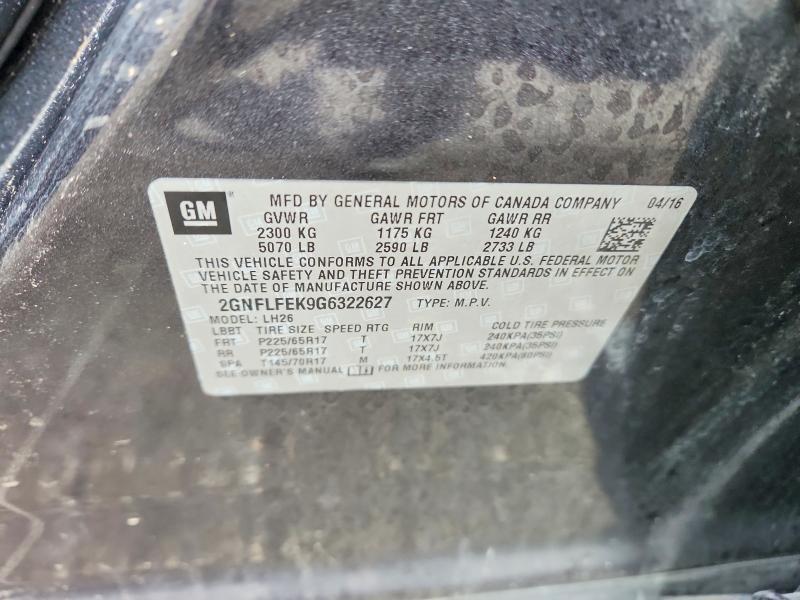 GM
MFD BY GENERAL MOTORS OF CANADA COMPANY 04/16
GVWR GAWR FRT GAWR RR
2300 KG 1175 KG 1240 KG
5070 LB 2590 LB 2733 LB
THIS VEHICLE CONFORMS TO ALL APPLICABLE U.S. FEDERAL MOTOR
VEHICLE SAFETY AND THEFT PREVENTION STANDARDS IN EFFECT ON
THE DATE OF MANUFACTURE SHOWN ABOVE.
2GNFLFEK9G6322627 TYPE: M.P.V.
MODEL: LH26
LBBT TIRE SIZE SPEED RTG RIM COLD TIRE PRESSURE
FRT P225/65R17 T 17X7J 240KPA(35PSI)
RR P225/65R17 T 17X7J 240KPA(35PSI)
SPA T145/70R17 M 17X4.5T 420KPA(60PSI)
SEE OWNER'S MANUAL FOR MORE INFORMATION.